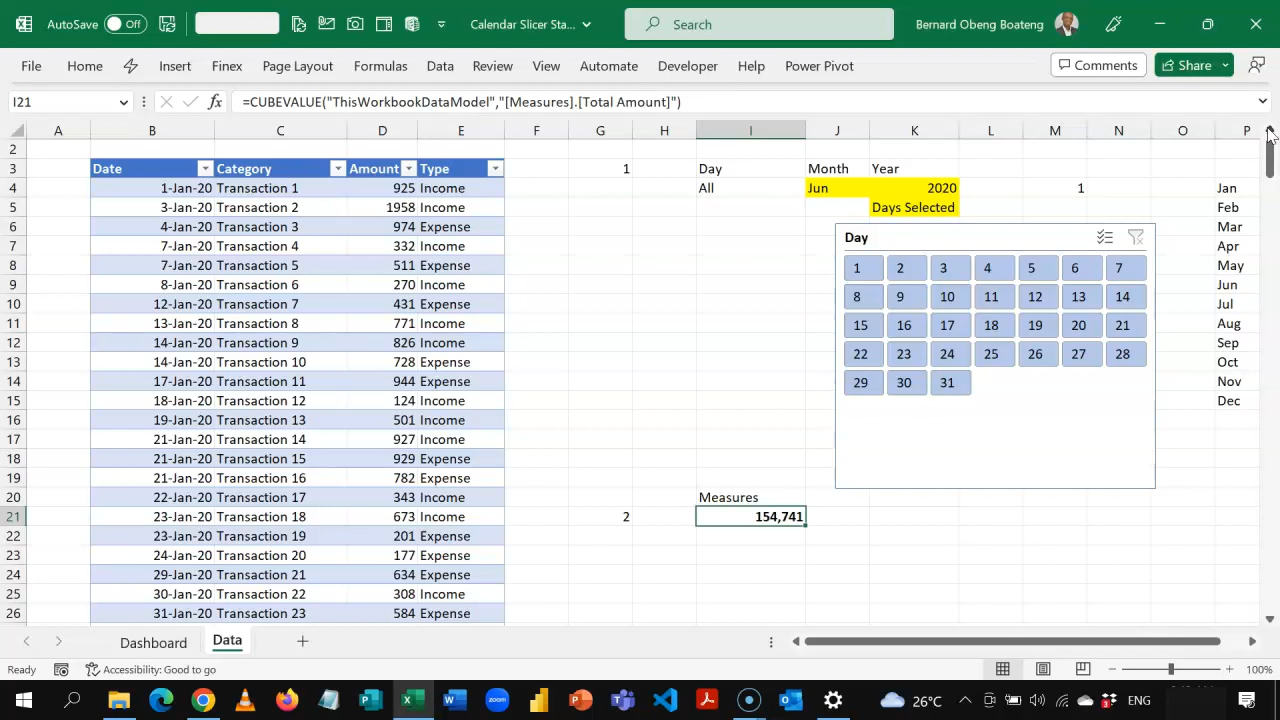 AutoSave Off Calendar Slicer Sta... Search Bernard Obeng Boateng
File Home Insert Finex Page Layout Formulas Data Review View Automate Developer Help Power Pivot Comments Share
I21 fx =CUBEVALUE("ThisWorkbookDataModel","[Measures].[Total Amount]")
A B C D E F G H I J K L M N O P
2
3 Date Category Amount Type 1 Day Month Year
4 1-Jan-20 Transaction 1 925 Income All Jun 2020 1 Jan
5 3-Jan-20 Transaction 2 1958 Income Days Selected Feb
6 4-Jan-20 Transaction 3 974 Expense Mar
Day
7 7-Jan-20 Transaction 4 332 Income Apr
8 7-Jan-20 Transaction 5 511 Expense 1 2 3 4 5 6 7 May
9 8-Jan-20 Transaction 6 270 Income Jun
10 12-Jan-20 Transaction 7 431 Expense 8 9 10 11 12 13 14 Jul
11 13-Jan-20 Transaction 8 771 Income 15 16 17 18 19 20 21 Aug
12 14-Jan-20 Transaction 9 826 Income Sep
13 14-Jan-20 Transaction 10 728 Expense 22 23 24 25 26 27 28 Oct
14 17-Jan-20 Transaction 11 944 Expense 29 30 31 Nov
15 18-Jan-20 Transaction 12 124 Income Dec
16 19-Jan-20 Transaction 13 501 Income
17 21-Jan-20 Transaction 14 927 Income
18 21-Jan-20 Transaction 15 929 Expense
19 21-Jan-20 Transaction 16 782 Expense
20 22-Jan-20 Transaction 17 343 Income Measures
21 23-Jan-20 Transaction 18 673 Income 2 154,741
22 23-Jan-20 Transaction 19 201 Expense
23 24-Jan-20 Transaction 20 177 Expense
24 29-Jan-20 Transaction 21 634 Expense
25 30-Jan-20 Transaction 22 308 Income
26 31-Jan-20 Transaction 23 584 Expense
Dashboard Data
Ready Accessibility: Good to go 100%
26°C ENG